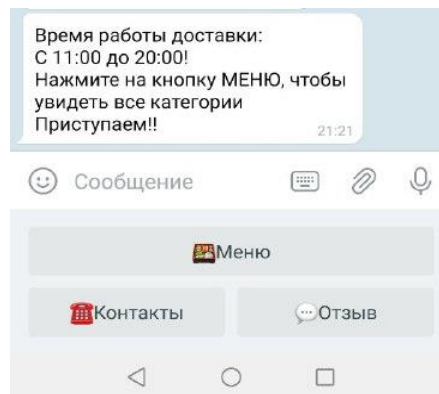 Время работы доставки:
С 11:00 до 20:00!
Нажмите на кнопку МЕНЮ, чтобы
увидеть все категории
Приступаем!!
21:21
Сообщение
🍱Меню
☎️Контакты
💬Отзыв